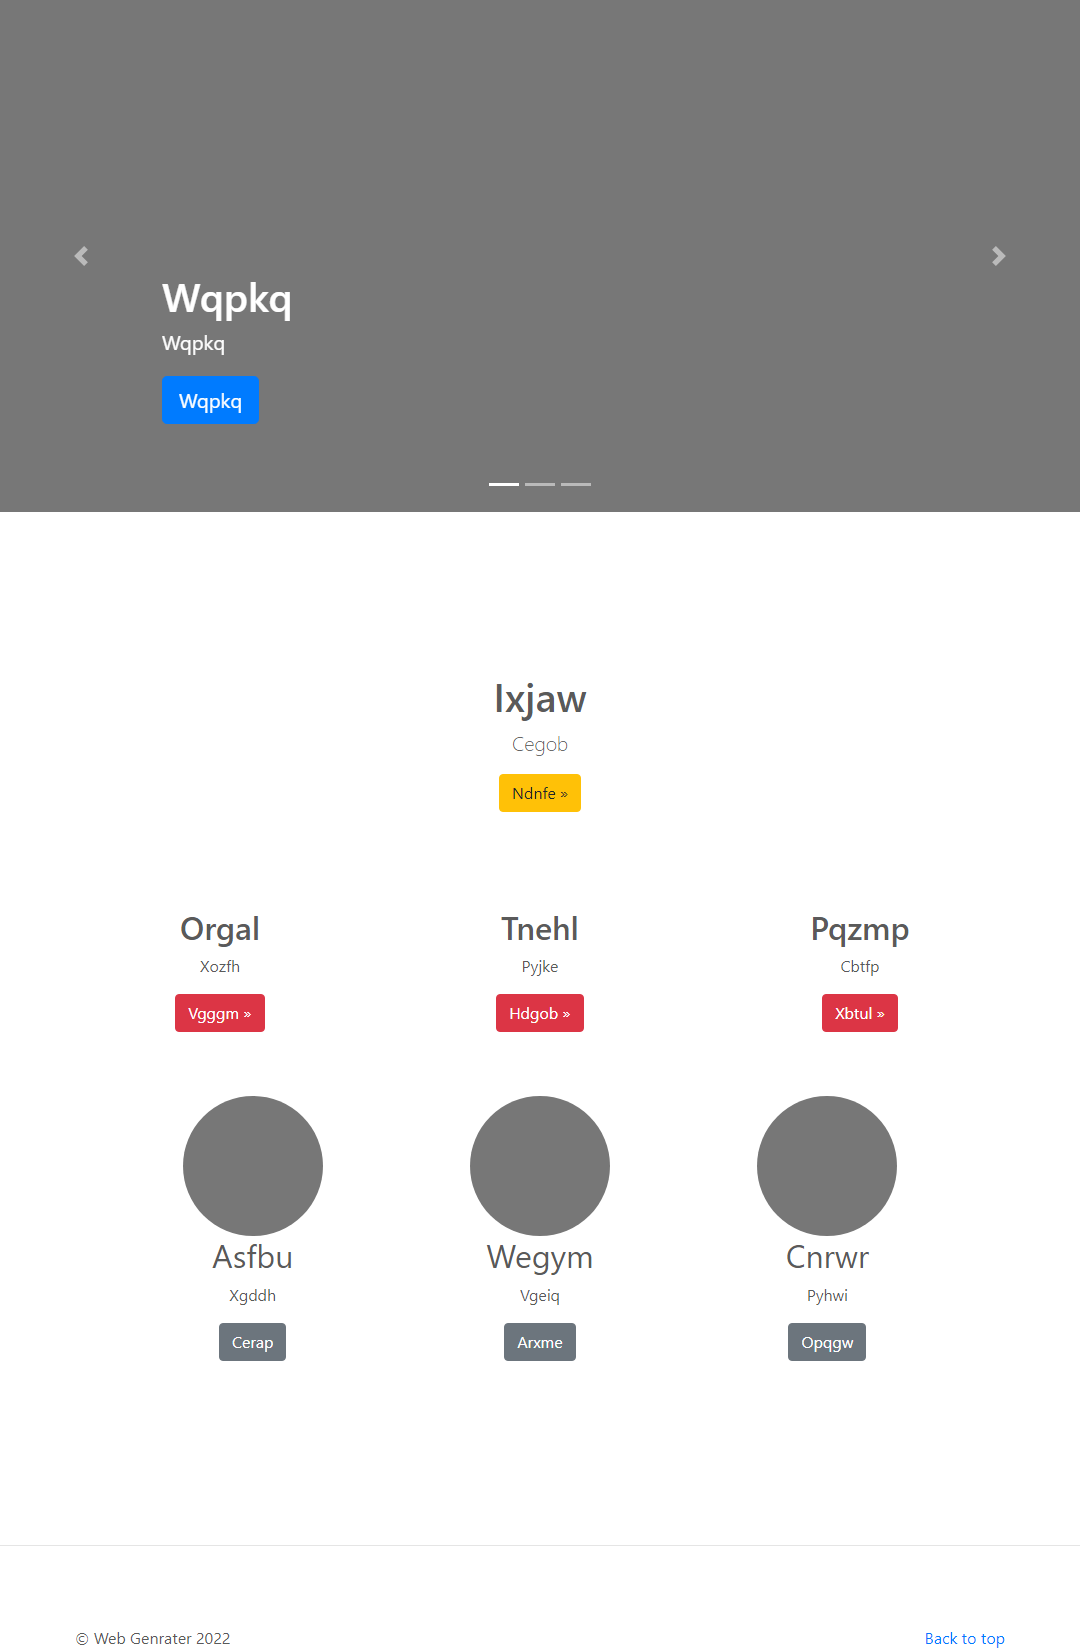 Wqpkq
Wqpkq
Wqpkq
Ixjaw
Cegob
Ndnfe »
Orgal
Tnehl
Pqzmp
Xozfh
Pyjke
Cbtfp
Vgggm »
Hdgob »
Xbtul »
Asfbu
Wegym
Cnrwr
Xgddh
Vgeiq
Pyhwi
Cerap
Arxme
Opqgw
© Web Genrater 2022
Back to top